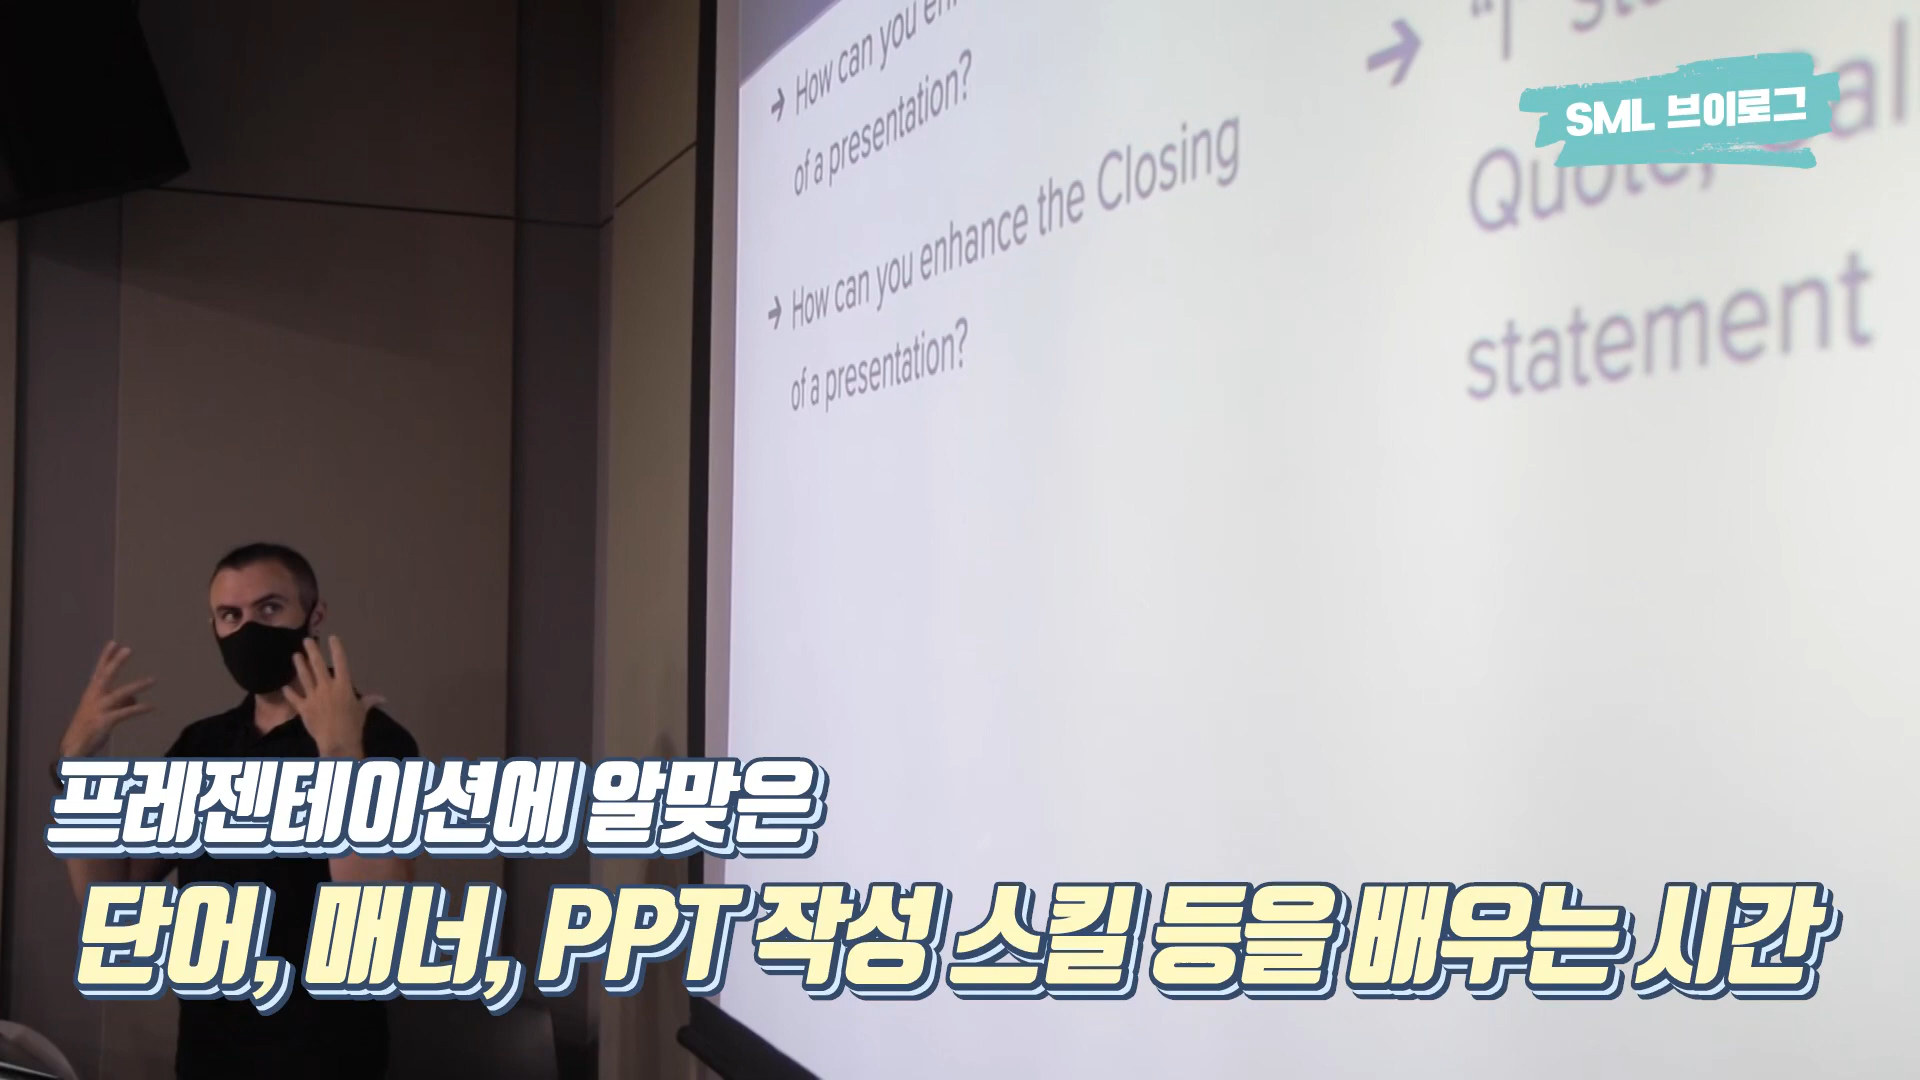 How can you
of a presentation?
How can you enhance the Closing
of a presentation?
Quote,
statement
SML 브이로그
프레젠테이션에 알맞은
단어, 매너, PPT 작성 스킬 등을 배우는 시간